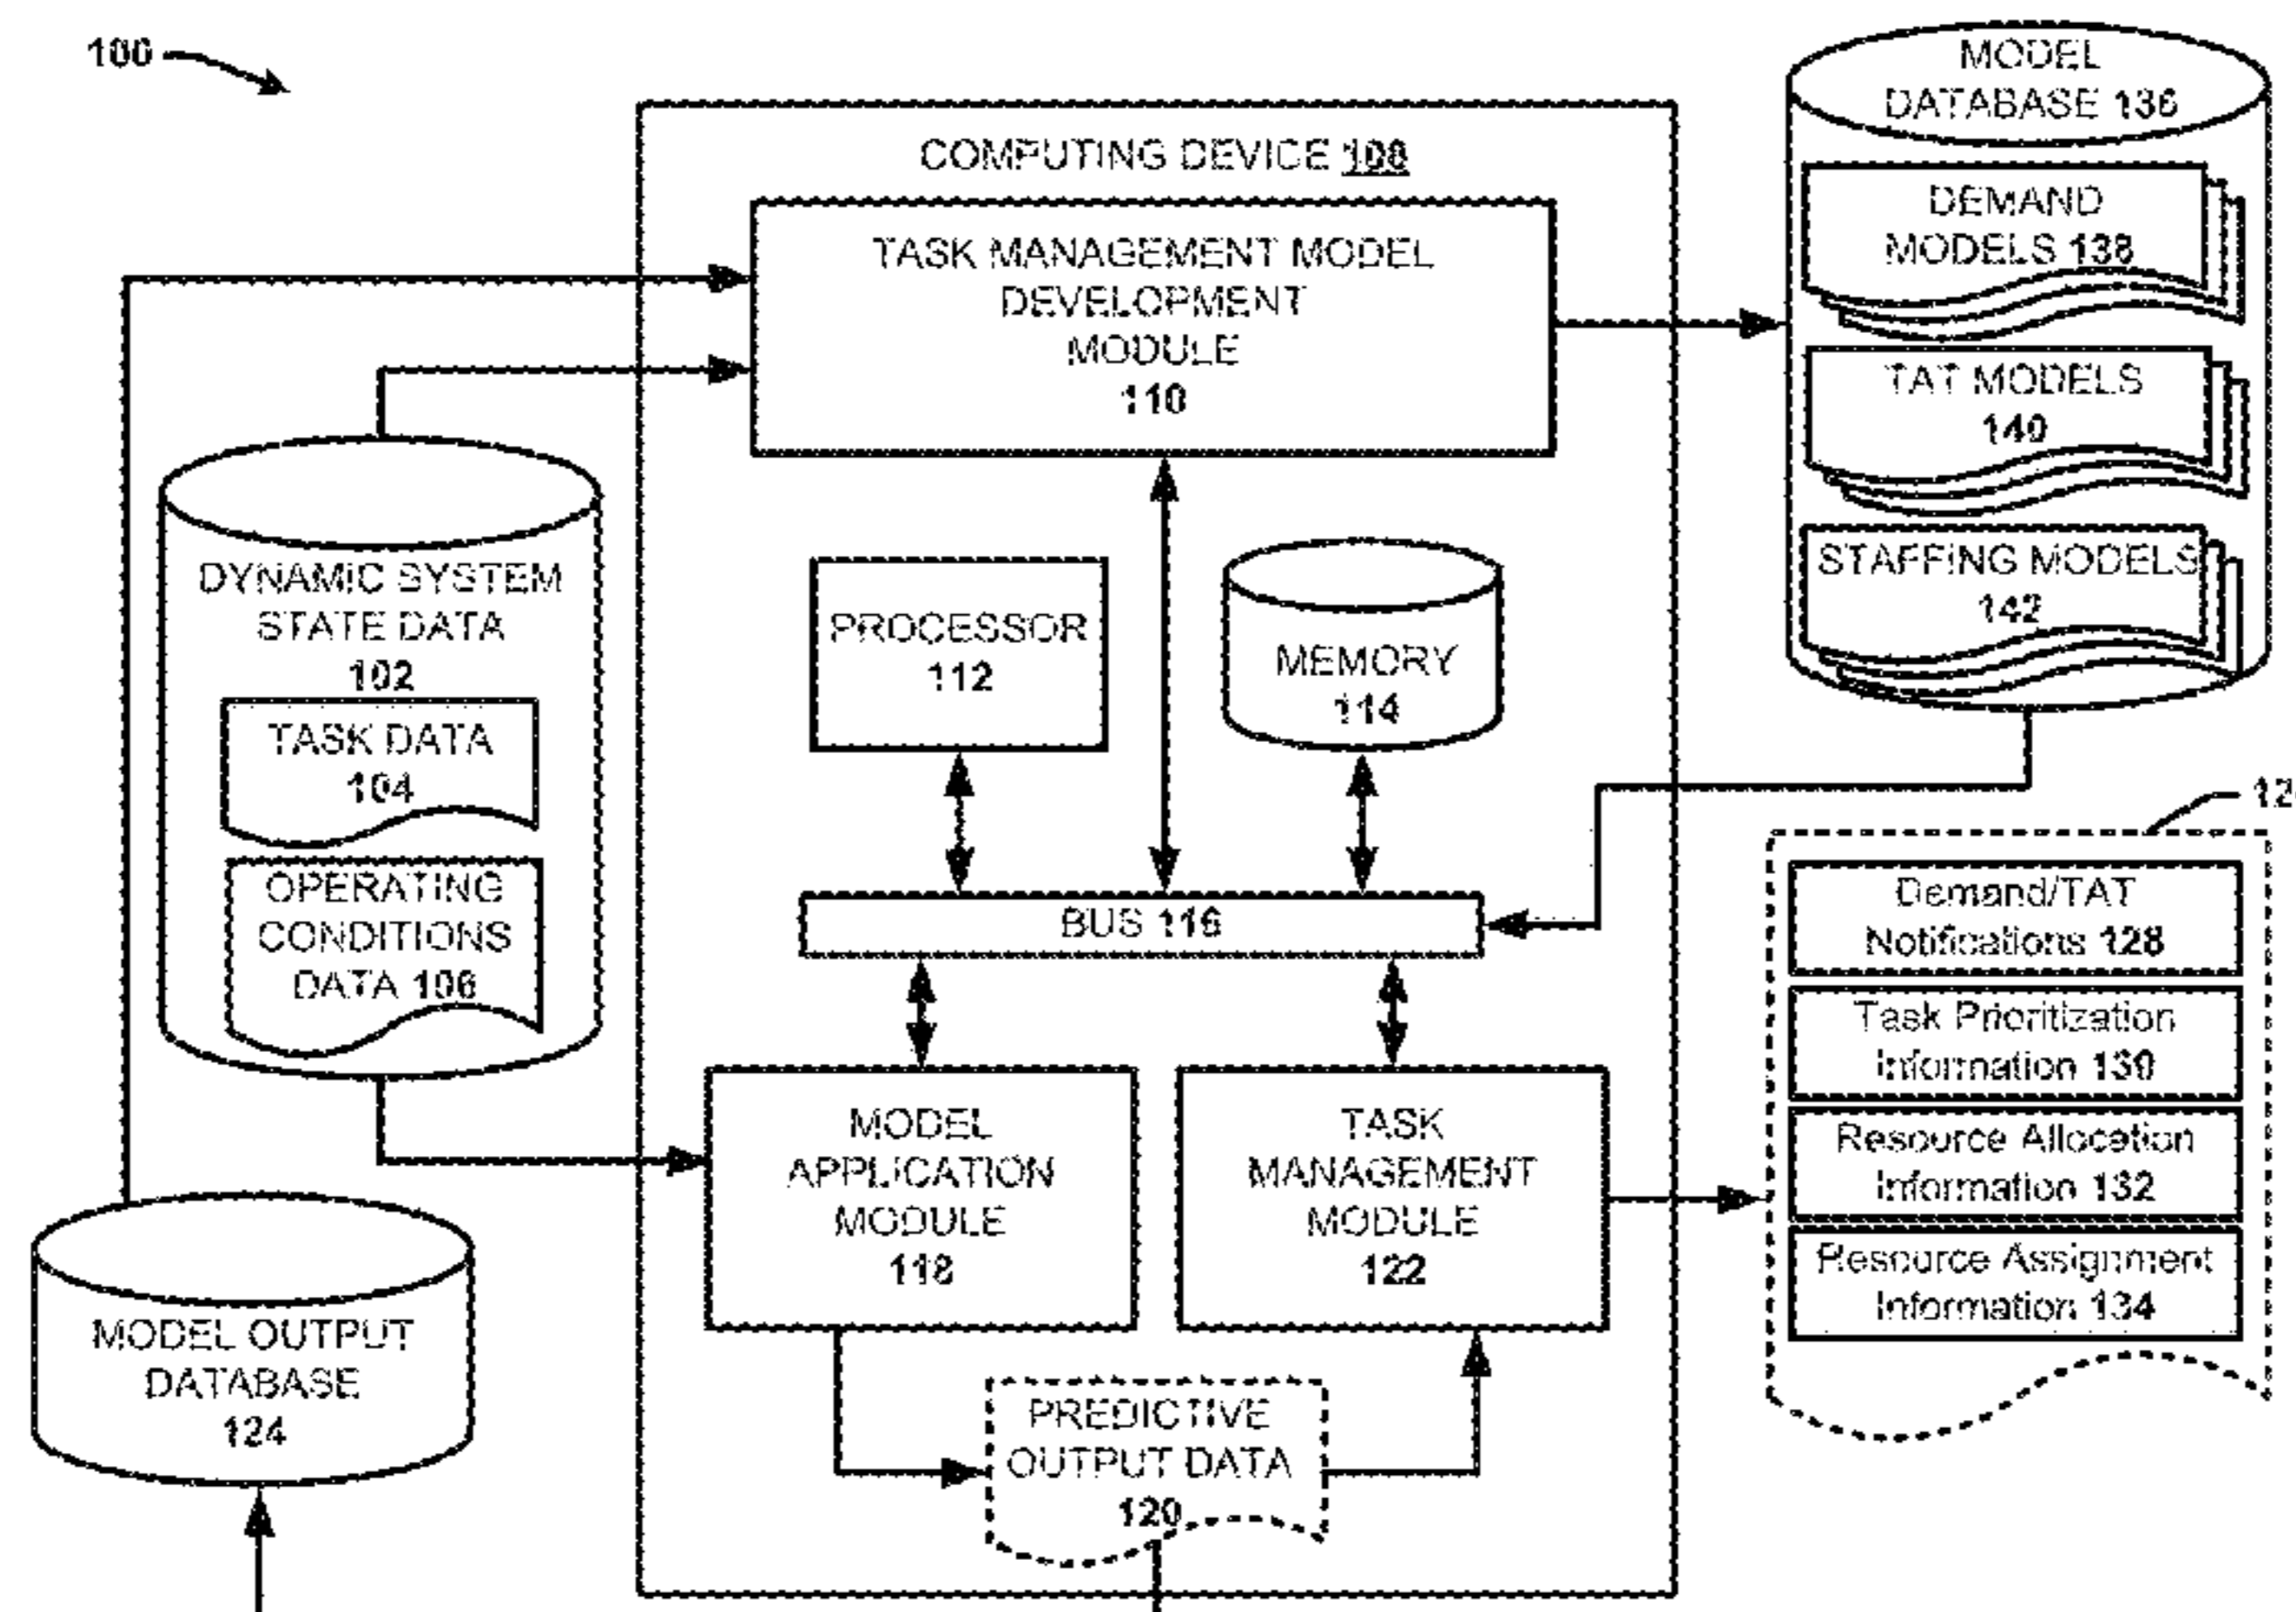 100
COMPUTING DEVICE 108
TASK MANAGEMENT MODEL
DEVELOPMENT
MODULE
110
MODEL
DATABASE 136
DEMAND
MODELS 138
TAT MODELS
140
STAFFING MODELS
142
DYNAMIC SYSTEM
STATE DATA
102
TASK DATA
104
OPERATING
CONDITIONS
DATA 106
PROCESSOR
112
MEMORY
114
BUS 116
12
Demand/TAT
Notifications 128
Task Prioritization
Information 130
Resource Allocation
Information 132
Resource Assignment
Information 134
MODEL
APPLICATION
MODULE
118
TASK
MANAGEMENT
MODULE
122
MODEL OUTPUT
DATABASE
124
PREDICTIVE
OUTPUT DATA
120